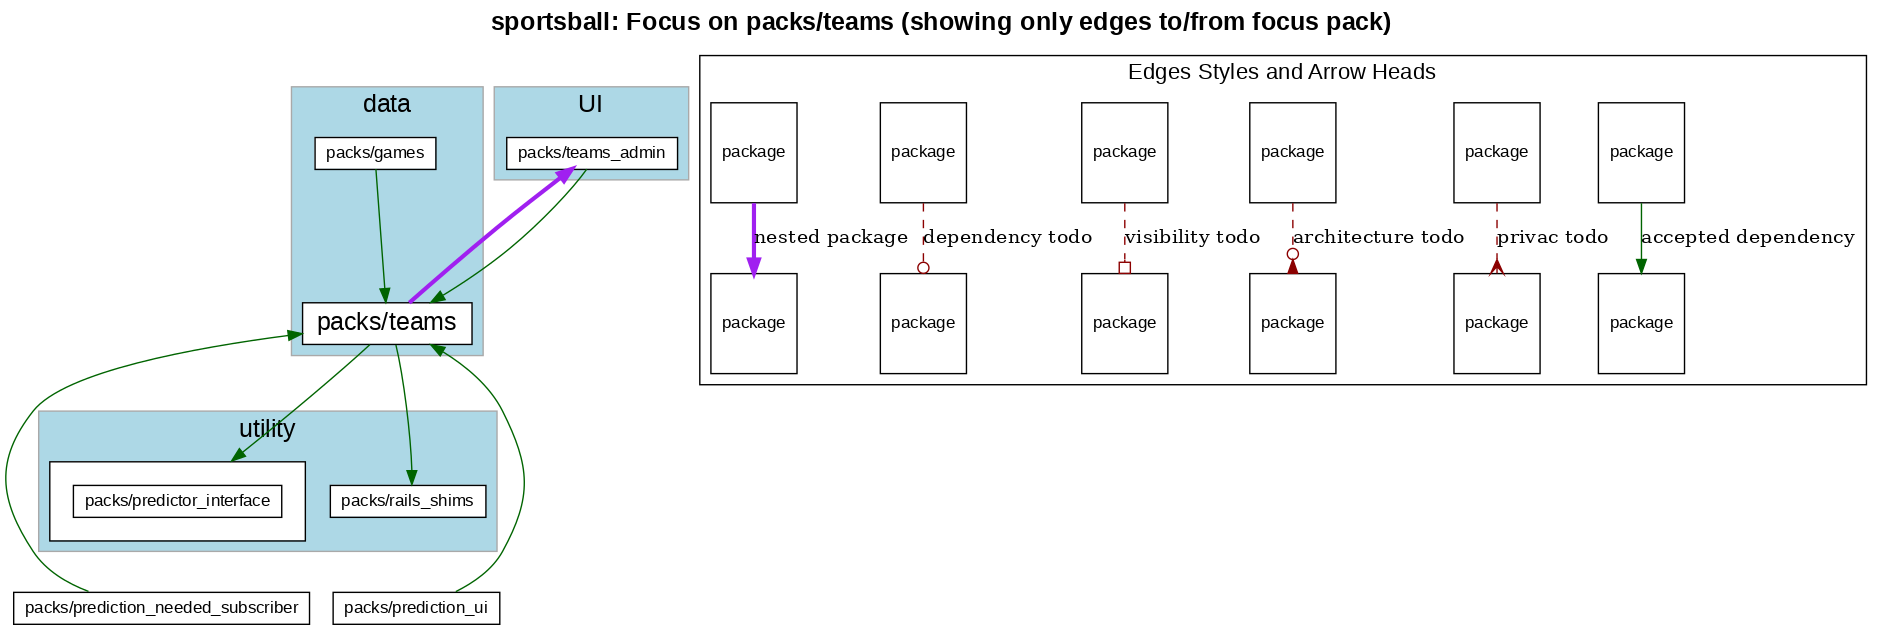 sportsball: Focus on packs/teams (showing only edges to/from focus pack)
data
packs/games
packs/teams
UI
packs/teams_admin
utility
packs/predictor_interface
packs/rails_shims
packs/prediction_needed_subscriber
packs/prediction_ui
Edges Styles and Arrow Heads
package
package
package
package
package
package
nested package
dependency todo
visibility todo
architecture todo
privac todo
accepted dependency
package
package
package
package
package
package